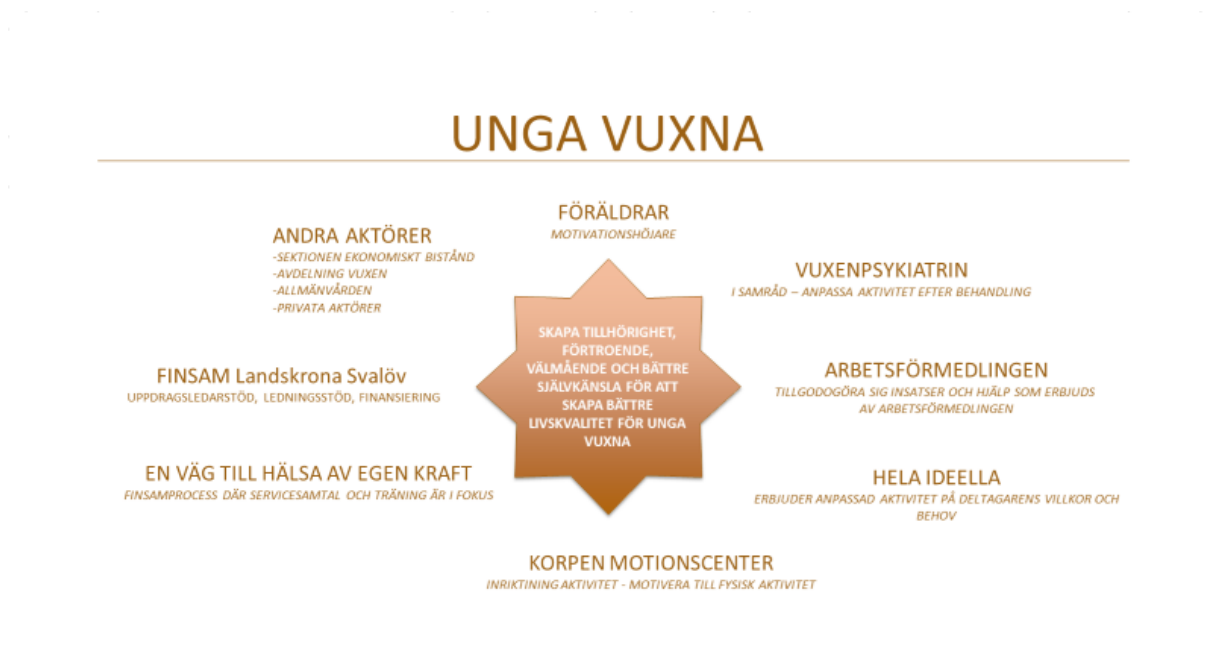 UNGA VUXNA
FÖRÄLDRAR
MOTIVATIONSHÖJARE
ANDRA AKTÖRER
-SEKTIONEN EKONOMISKT BISTÅND
-AVDELNING VUXEN
-ALLMÄNVÅRDEN
-PRIVATA AKTÖRER
VUXENPSYKIATRIN
I SAMRÅD – ANPASSA AKTIVITET EFTER BEHANDLING
SKAPA TILLHÖRIGHET,
FÖRTROENDE,
VÄLMÅENDE OCH BÄTTRE
SJÄLVKÄNSLA FÖR ATT
SKAPA BÄTTRE
LIVSKVALITET FÖR UNGA
VUXNA
FINSAM Landskrona Svalöv
UPPDRAGSLEDARSTÖD, LEDNINGSSTÖD, FINANSIERING
ARBETSFÖRMEDLINGEN
TILLGODOGÖRA SIG INSATSER OCH HJÄLP SOM ERBJUDS
AV ARBETSFÖRMEDLINGEN
EN VÄG TILL HÄLSA AV EGEN KRAFT
FINSAMPROCESS DÄR SERVICESAMTAL OCH TRÄNING ÄR I FOKUS
HELA IDEELLA
ERBJUDER ANPASSAD AKTIVITET PÅ DELTAGARENS VILLKOR OCH
BEHOV
KORPEN MOTIONSCENTER
INRIKTINING AKTIVITET - MOTIVERA TILL FYSISK AKTIVITET